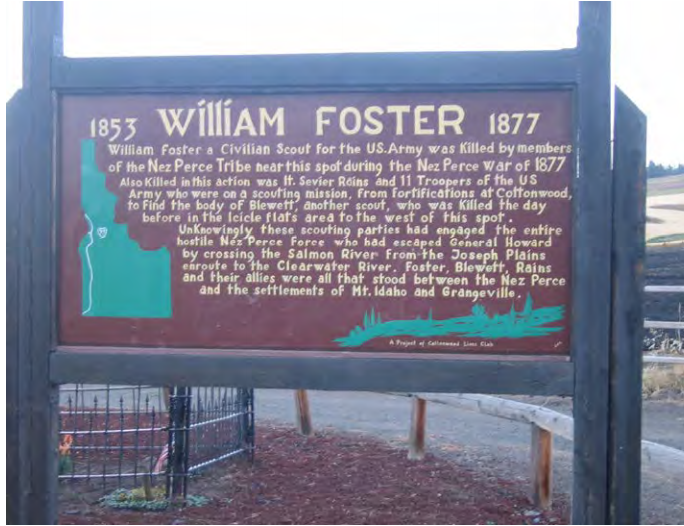 1853 WilliAM FOSTER 1877
William Foster a Civilian Scout for the U.S. Army was Killed by members
of the Nez Perce Tribe near this spot during the Nez Perce War of 1877
Also Killed in this action was lt. Sevier Rains and 11 Troopers of the US
Army who were on a scouting mission, from fortifications at Cottonwood,
to find the body of Blewett, another scout, who was Killed the day
before in the Icicle flats area to the west of this spot.
UnKnowingly these scouting parties had engaged the entire
hostile Nez Perce Force who had escaped General Howard
by crossing the Salmon River from the Joseph Plains
enroute to the Clearwater River. Foster, Blewett, Rains
and their allies were all that stood between the Nez Perce
and the settlements of Mt. Idaho and Grangeville.
A Project of Cottonwood Lions Club